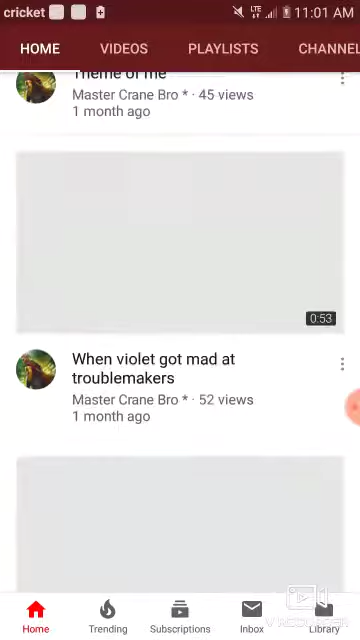 cricket
11:01 AM
HOME VIDEOS PLAYLISTS CHANNEL
Theme of me
Master Crane Bro * · 45 views
1 month ago
0:53
When violet got mad at
troublemakers
Master Crane Bro * · 52 views
1 month ago
Home Trending Subscriptions Inbox Library
V RECORDER